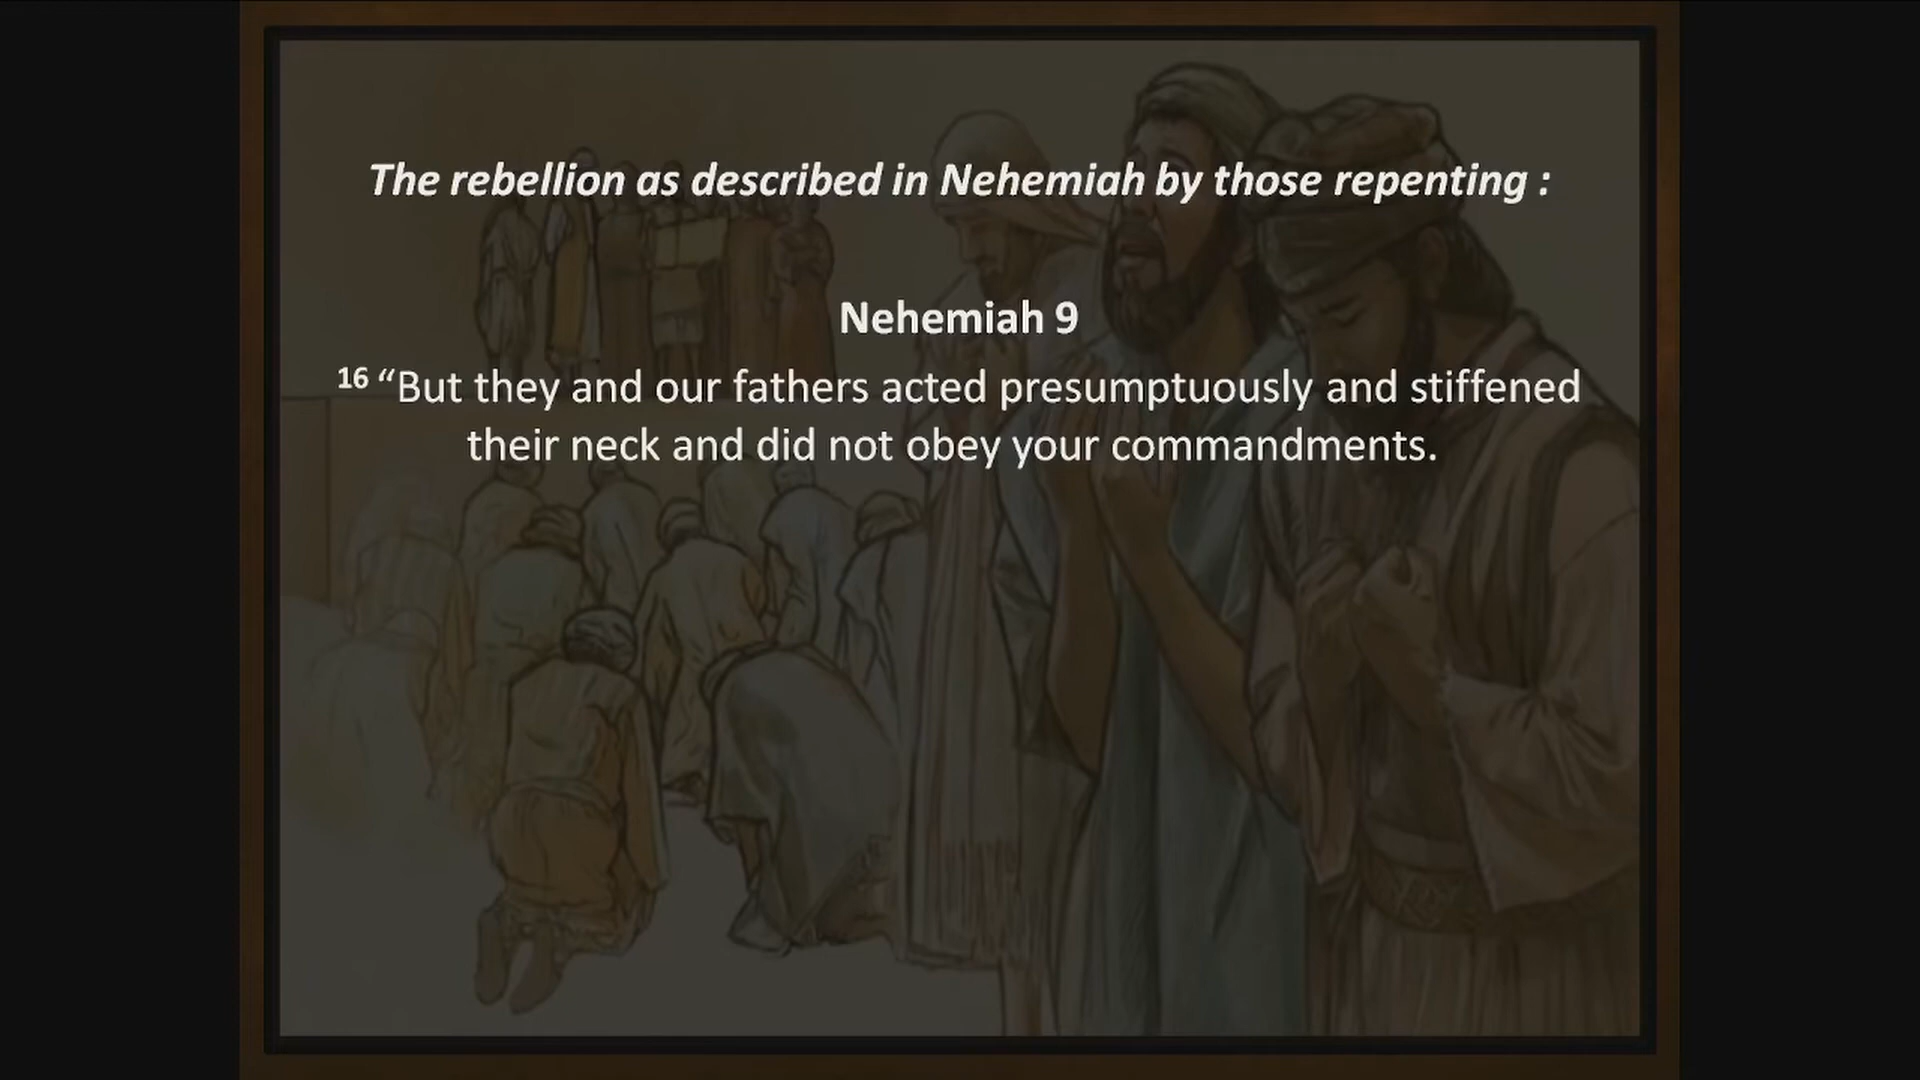 The rebellion as described in Nehemiah by those repenting :
Nehemiah 9
16 “But they and our fathers acted presumptuously and stiffened
their neck and did not obey your commandments.